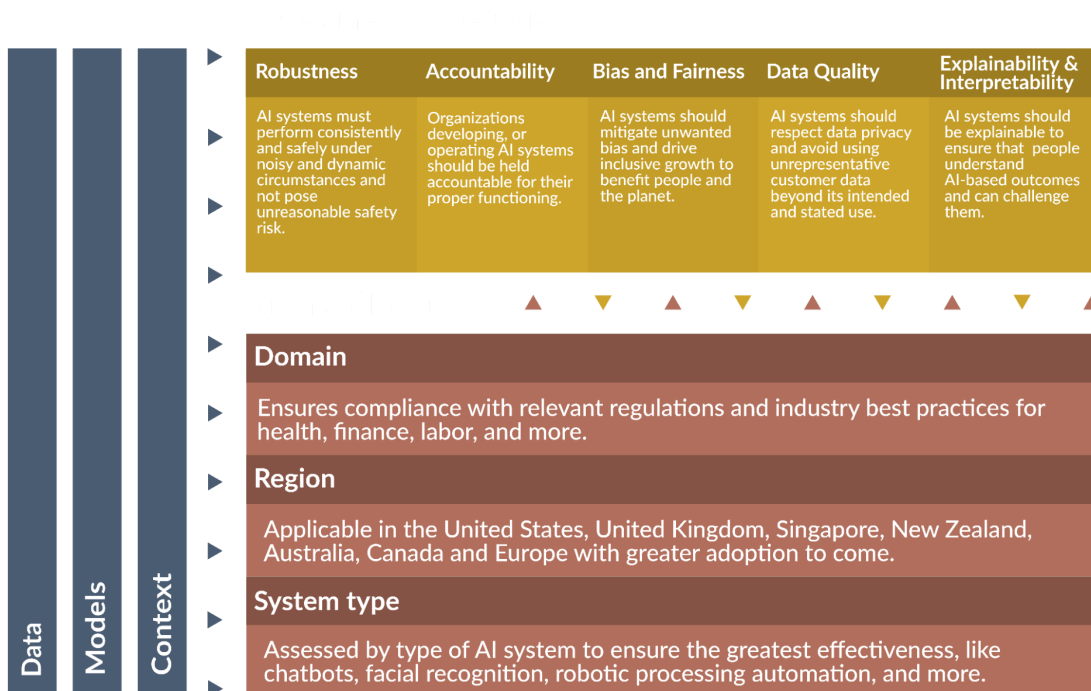 Data
Models
Context
Robustness
AI systems must
perform consistently
and safely under
noisy and dynamic
circumstances and
not pose
unreasonable safety
risk.
Accountability
Organizations
developing, or
operating AI systems
should be held
accountable for their
proper functioning.
Bias and Fairness
AI systems should
mitigate unwanted
bias and drive
inclusive growth to
benefit people and
the planet.
Data Quality
AI systems should
respect data privacy
and avoid using
unrepresentative
customer data
beyond its intended
and stated use.
Explainability &
Interpretability
AI systems should
be explainable to
ensure that people
understand
AI-based outcomes
and can challenge
them.
Domain
Ensures compliance with relevant regulations and industry best practices for
health, finance, labor, and more.
Region
Applicable in the United States, United Kingdom, Singapore, New Zealand,
Australia, Canada and Europe with greater adoption to come.
System type
Assessed by type of AI system to ensure the greatest effectiveness, like
chatbots, facial recognition, robotic processing automation, and more.